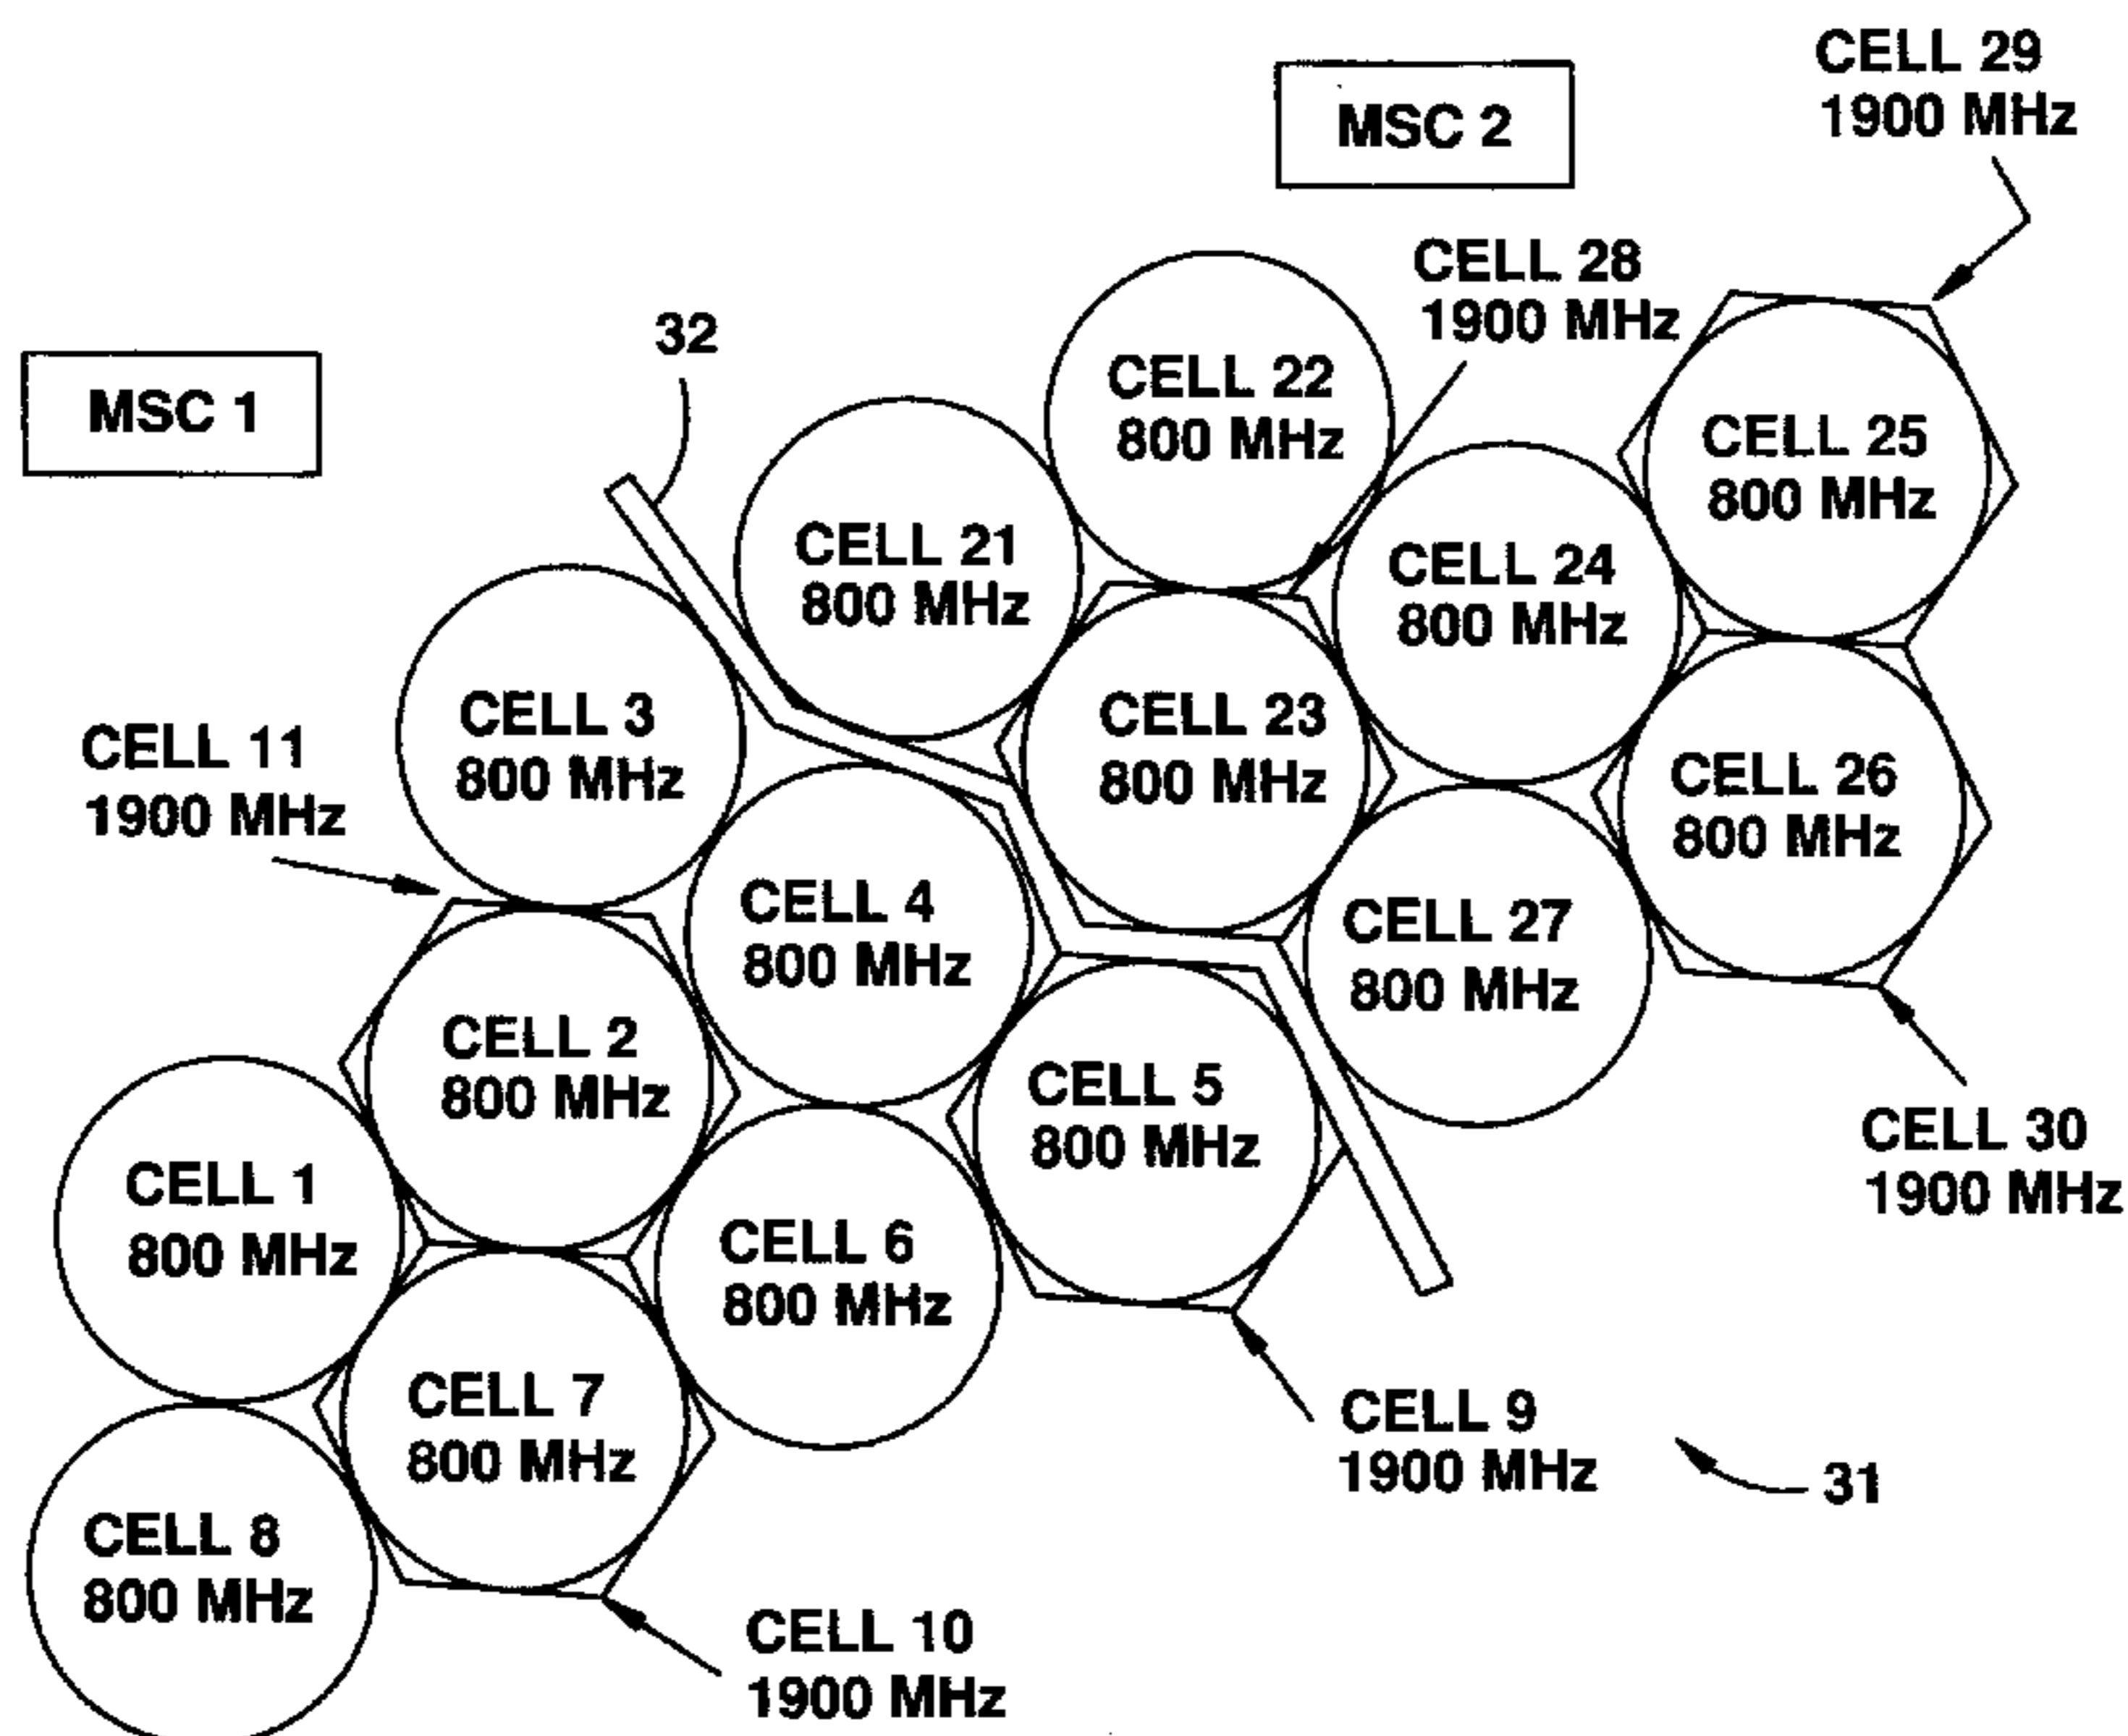 CELL 29
1900 MHz
MSC 2
CELL 28
1900 MHz
32
MSC 1
CELL 22
800 MHz
CELL 25
800 MHz
CELL 21
800 MHz
CELL 24
800 MHz
CELL 3
800 MHz
CELL 23
800 MHz
CELL 11
1900 MHz
CELL 26
800 MHz
CELL 4
800 MHz
CELL 27
800 MHz
CELL 2
800 MHz
CELL 5
800 MHz
CELL 30
1900 MHz
CELL 1
800 MHz
CELL 6
800 MHz
CELL 7
800 MHz
CELL 9
1900 MHz
31
CELL 8
800 MHz
CELL 10
1900 MHz